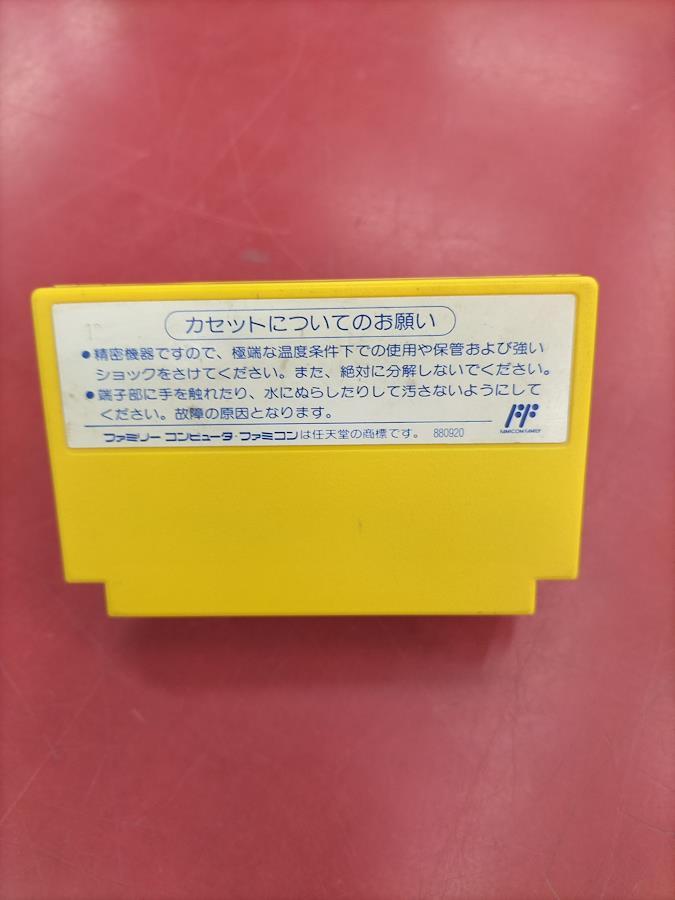 カセットについてのお願い
●精密機器ですので、極端な温度条件下での使用や保管および強い
ショックをさけてください。また、絶対に分解しないでください。
●端子部に手を触れたり、水にぬらしたりして汚さないようにして
ください。故障の原因となります。
FAMICOM FAMILY
ファミリーコンピュータ・ファミコンは任天堂の商標です。 880920